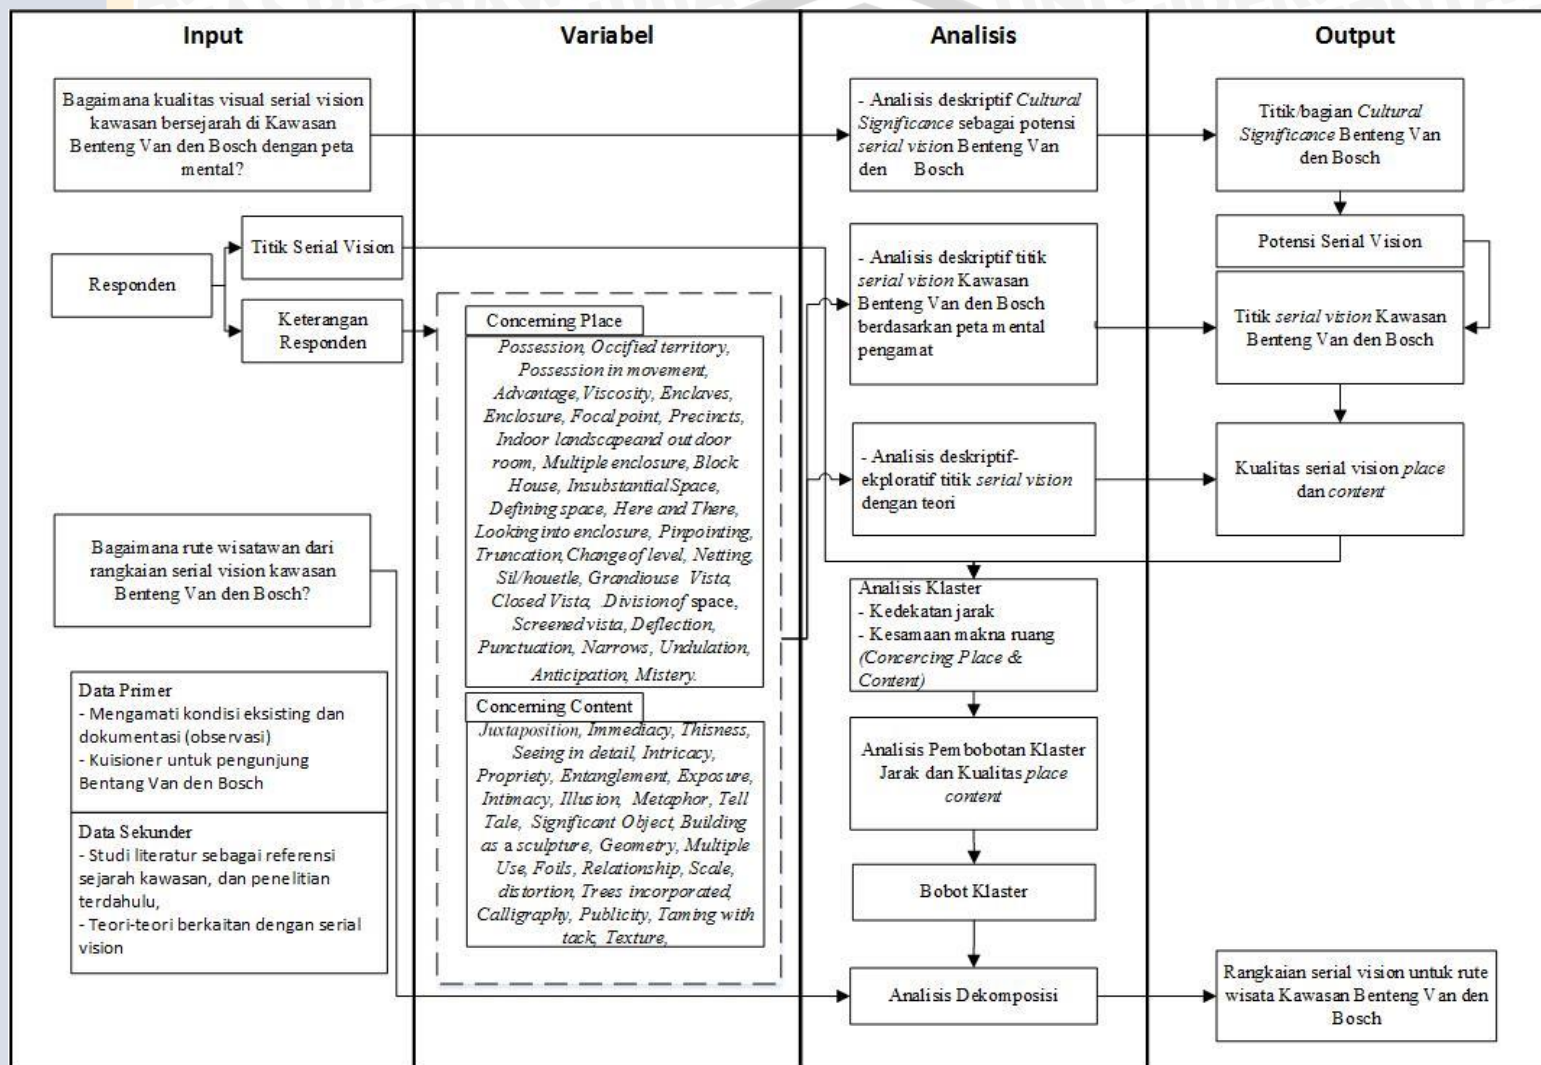 Input
Variabel
Analisis
Output
Bagaimana kualitas visual serial vision
kawasan bersejarah di Kawasan
Benteng Van den Bosch dengan peta
mental?
Responden
Titik Serial Vision
Keterangan
Responden
Bagaimana rute wisatawan dari
rangkaian serial vision kawasan
Benteng Van den Bosch?
Data Primer
- Mengamati kondisi eksisting dan
dokumentasi (observasi)
- Kuisioner untuk pengunjung
Bentang Van den Bosch
Data Sekunder
- Studi literatur sebagai referensi
sejarah kawasan, dan penelitian
terdahulu,
- Teori-teori berkaitan dengan serial
vision
Concerning Place
Possession, Occified territory,
Possession in movement,
Advantage, Viscosity, Enclaves,
Enclosure, Focal point, Precincts,
Indoor landscapeand out door
room, Multiple enclosure, Block
House, Insubstantial Space,
Defining space, Here and There,
Looking into enclosure, Pinpointing,
Truncation, Change of level, Netting,
Sil/houetle, Grandiouse Vista,
Closed Vista, Division of space,
Screened vista, Deflection,
Punctuation, Narrows, Undulation,
Anticipation, Mistery.
Concerning Content
Juxtaposition, Immediacy, Thisness,
Seeing in detail, Intricacy,
Propriety, Entanglement, Exposure,
Intimacy, Illusion, Metaphor, Tell
Tale, Significant Object, Building
as a sculpture, Geometry, Multiple
Use, Foils, Relationship, Scale,
distortion, Trees incorporated,
Calligraphy, Publicity, Taming with
tack, Texture,
- Analisis deskriptif Cultural
Significance sebagai potensi
serial vision Benteng Van
den Bosch
- Analisis deskriptif titik
serial vision Kawasan
Benteng Van den Bosch
berdasarkan peta mental
pengamat
- Analisis deskriptif-
ekploratif titik serial vision
dengan teori
Analisis Klaster
- Kedekatan jarak
- Kesamaan makna ruang
(Concercing Place &
Content)
Analisis Pembobotan Klaster
Jarak dan Kualitas place
content
Bobot Klaster
Analisis Dekomposisi
Titik/bagian Cultural
Significance Benteng Van
den Bosch
Potensi Serial Vision
Titik serial vision Kawasan
Benteng Van den Bosch
Kualitas serial vision place
dan content
Rangkaian serial vision untuk rute
wisata Kawasan Benteng Van den
Bosch